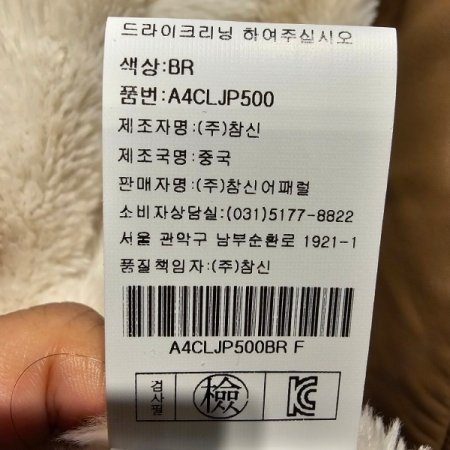 드라이크리닝 하여주십시오
색상:BR
품번:A4CLJP500
제조자명:(주)참신
제조국명:중국
판매자명:(주)참신어패럴
소비자상담실:(031)5177-8822
서울 관악구 남부순환로 1921-1
품질책임자:(주)참신
A4CLJP500BR F
검사필
檢
KC